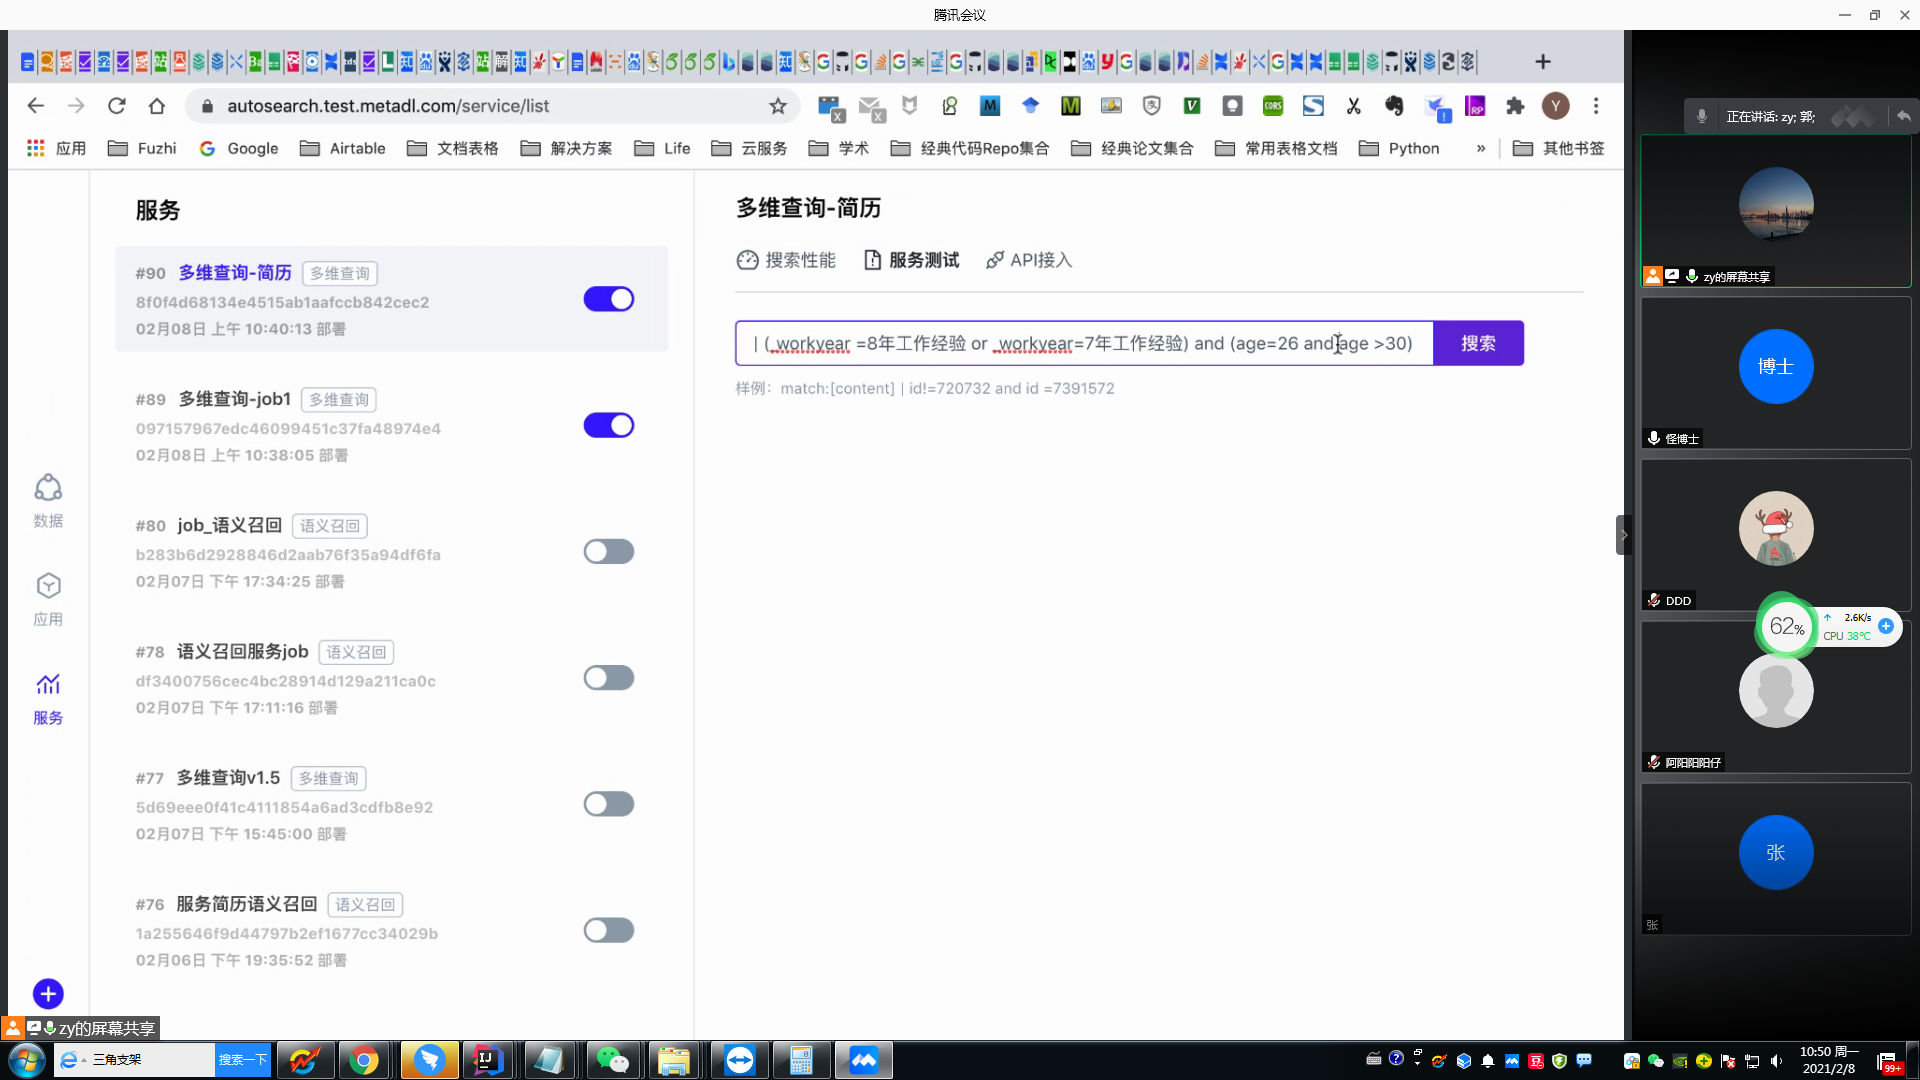 腾讯会议
autosearch.test.metadl.com/service/list
应用
Fuzhi
Google
Airtable
文档表格
解决方案
Life
云服务
学术
经典代码Repo集合
经典论文集合
常用表格文档
Python
»
其他书签
服务
#90 多维查询-简历 多维查询
8f0f4d68134e4515ab1aafccb842cec2
02月08日 上午 10:40:13 部署
#89 多维查询-job1 多维查询
097157967edc46099451c37fa48974e4
02月08日 上午 10:38:05 部署
#80 job_语义召回 语义召回
b283b6d2928846d2aab76f35a94df6fa
02月07日 下午 17:34:25 部署
#78 语义召回服务job 语义召回
df3400756cec4bc28914d129a211ca0c
02月07日 下午 17:11:16 部署
#77 多维查询v1.5 多维查询
5d69eee0f41c4111854a6ad3cdfb8e92
02月07日 下午 15:45:00 部署
#76 服务简历语义召回 语义召回
1a255646f9d44797b2ef1677cc34029b
02月06日 下午 19:35:52 部署
数据
应用
服务
多维查询-简历
搜索性能
服务测试
API接入
| (_workyear =8年工作经验 or _workyear=7年工作经验) and (age=26 and age >30)
搜索
样例：match:[content] | id!=720732 and id =7391572
正在讲话: zy; 郭;
zy的屏幕共享
博士
怪博士
DDD
62%
2.6K/s
CPU 38℃
阿阳阳阳仔
张
张
zy的屏幕共享
三角支架
搜索一下
10:50 周一
2021/2/8
99+